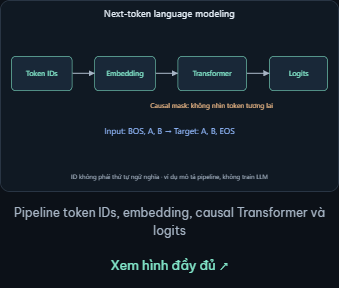 Next-token language modeling
Token IDs
Embedding
Transformer
Logits
Causal mask: không nhìn token tương lai
Input: BOS, A, B → Target: A, B, EOS
ID không phải thứ tự ngữ nghĩa - ví dụ mô tả pipeline, không train LLM
Pipeline token IDs, embedding, causal Transformer và
logits
Xem hình đầy đủ ↗